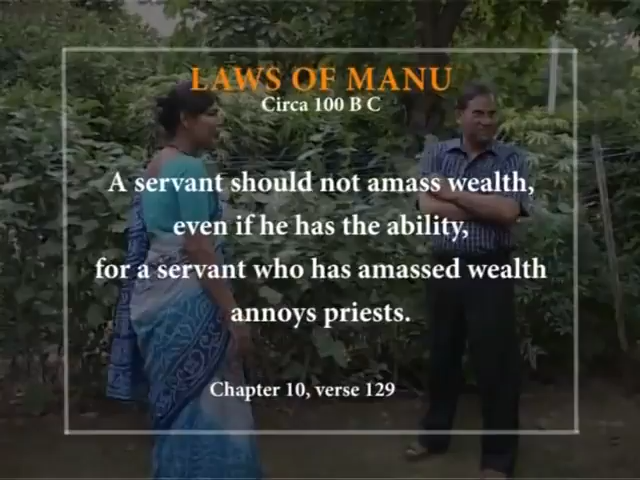 LAWS OF MANU
Circa 100 B C
A servant should not amass wealth,
even if he has the ability,
for a servant who has amassed wealth
annoys priests.
Chapter 10, verse 129